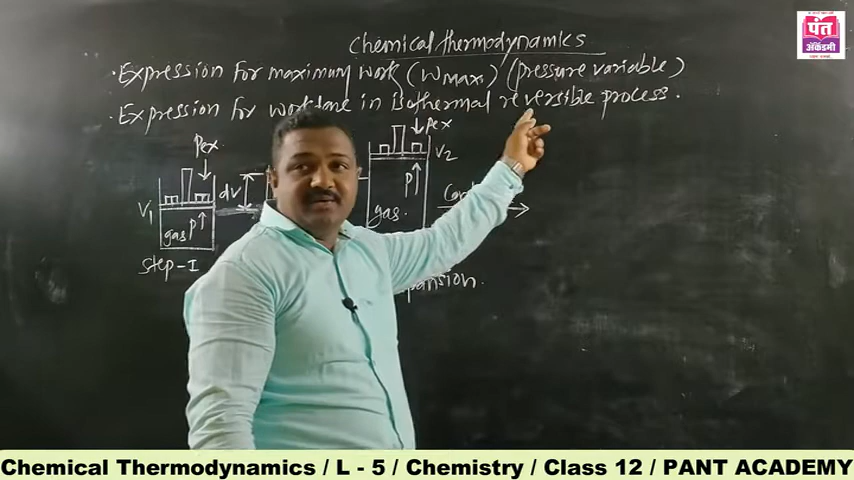 Chemical thermodynamics
· Expression for maximum work (WMax) (pressure variable)
· Expression for workdone in isothermal reversible process.
Pex
Pex
V2
dv
V1
P
P
gas
gas.
step-I
pansion.
पंत
अकॅडमी
Chemical Thermodynamics / L - 5 / Chemistry / Class 12 / PANT ACADEMY